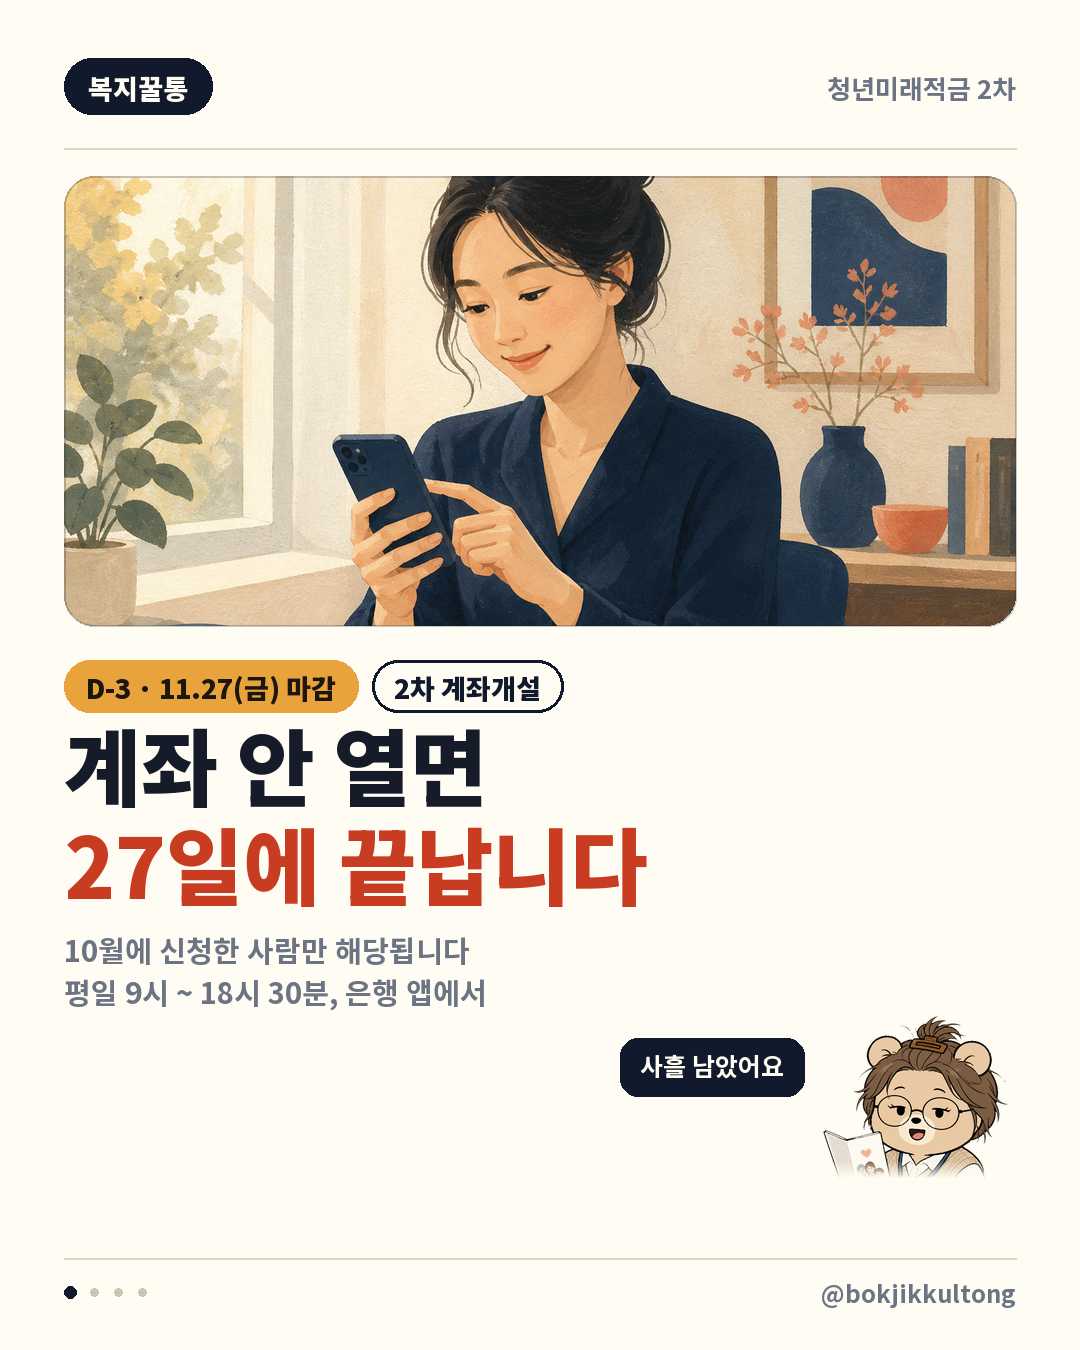 복지꿀통
청년미래적금 2차
D-3 · 11.27(금) 마감
2차 계좌개설
계좌 안 열면
27일에 끝납니다
10월에 신청한 사람만 해당됩니다
평일 9시 ~ 18시 30분, 은행 앱에서
사흘 남았어요
@bokjikkultong